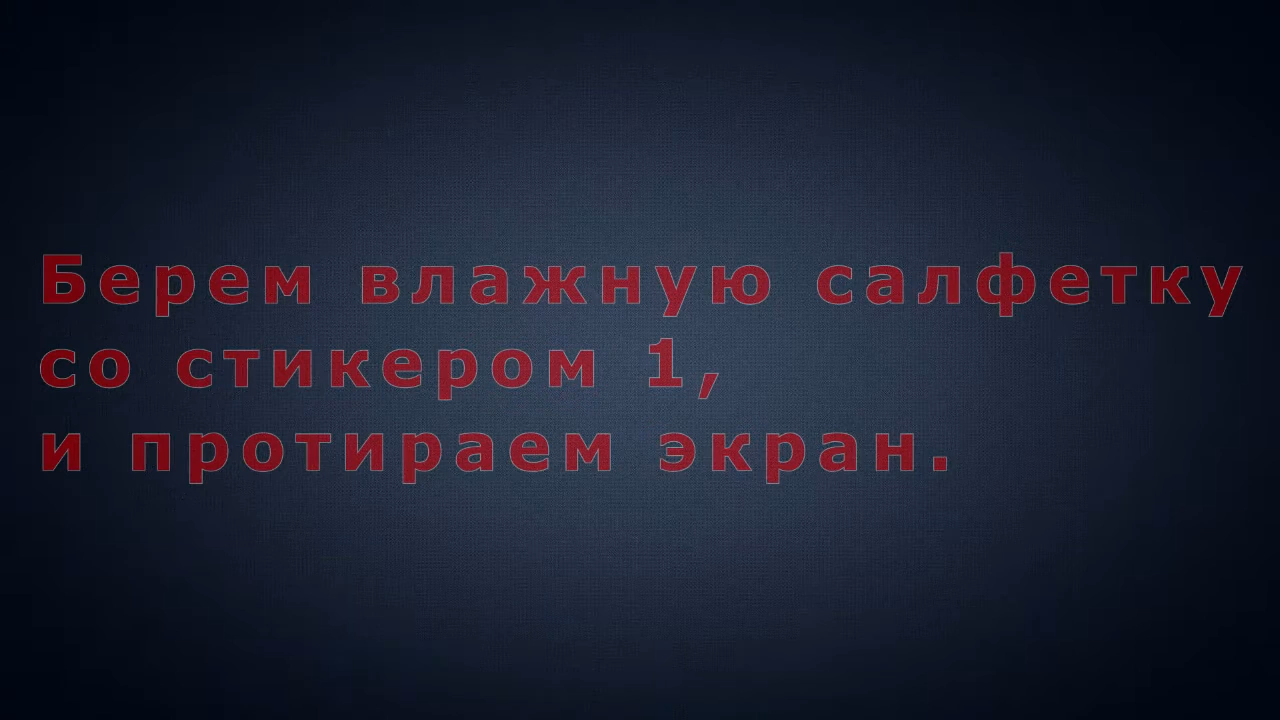 Берем влажную салфетку
со стикером 1,
и протираем экран.